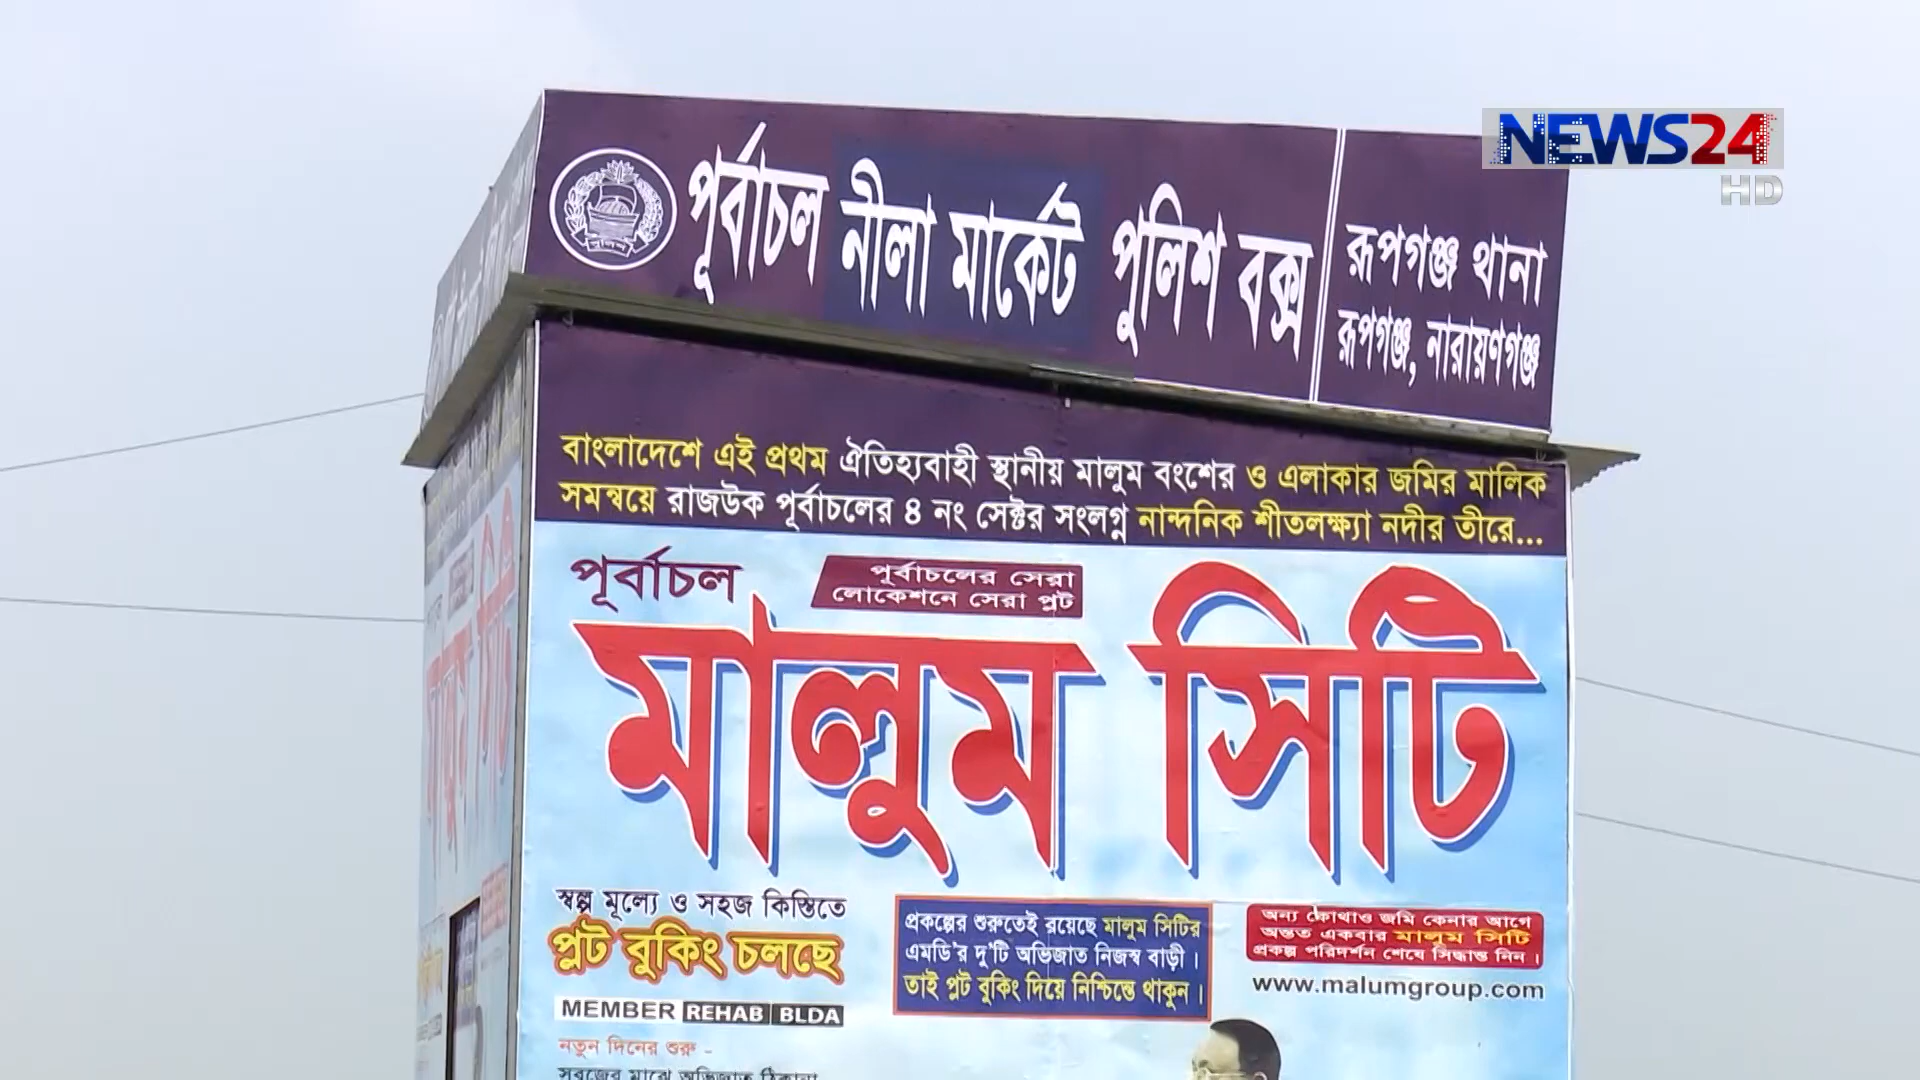 NEWS24
HD
পূর্বাচল নীলা মার্কেট পুলিশ বক্স
রূপগঞ্জ থানা
রূপগঞ্জ, নারায়ণগঞ্জ
পুলিশ
বাংলাদেশে এই প্রথম ঐতিহ্যবাহী স্থানীয় মালুম বংশের ও এলাকার জমির মালিক
সমন্বয়ে রাজউক পূর্বাচলের ৪ নং সেক্টর সংলগ্ন নান্দনিক শীতলক্ষ্যা নদীর তীরে...
পূর্বাচল
পূর্বাচলের সেরা
লোকেশনে সেরা প্লট
মালুম সিটি
স্বল্প মূল্যে ও সহজ কিস্তিতে
প্লট বুকিং চলছে
MEMBER REHAB BLDA
নতুন দিনের শুরু -
সবুজের মাঝে অভিজাত ঠিকানা
প্রকল্পের শুরুতেই রয়েছে মালুম সিটির
এমডি'র দু'টি অভিজাত নিজস্ব বাড়ী।
তাই প্লট বুকিং দিয়ে নিশ্চিন্তে থাকুন।
অন্য কোথাও জমি কেনার আগে
অন্তত একবার মালুম সিটি
প্রকল্প পরিদর্শন শেষে সিদ্ধান্ত নিন।
www.malumgroup.com